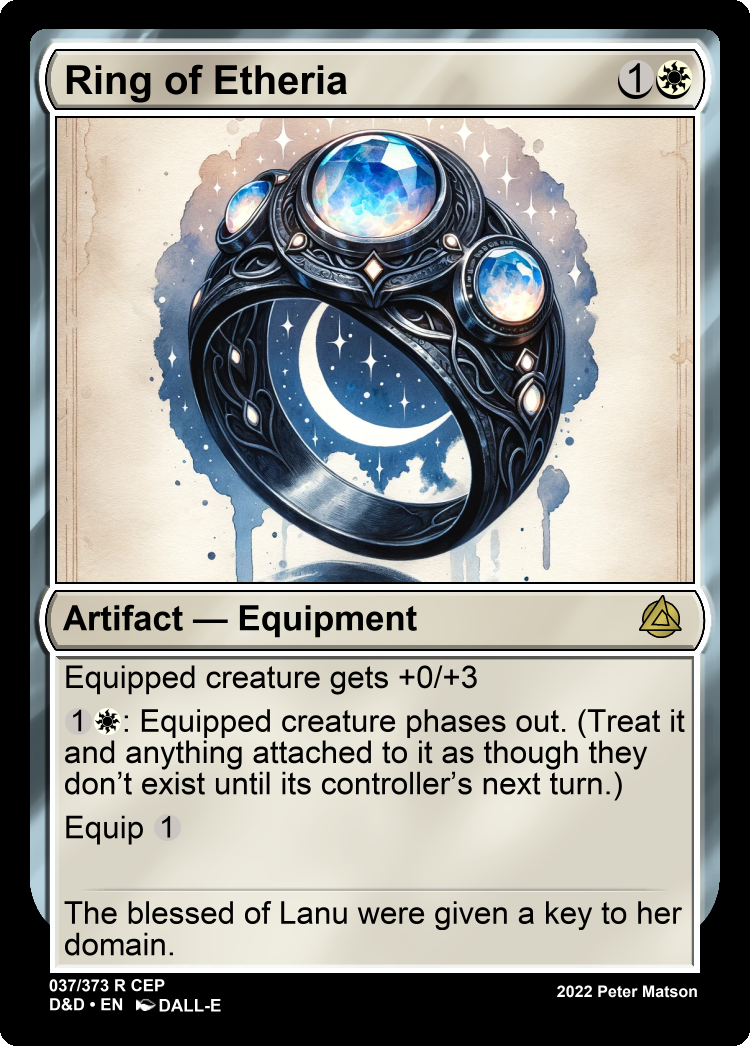 Ring of Etheria 1
Artifact — Equipment
Equipped creature gets +0/+3
1 : Equipped creature phases out. (Treat it
and anything attached to it as though they
don't exist until its controller's next turn.)
Equip 1
The blessed of Lanu were given a key to her
domain.
037/373 R CEP
D&D • EN DALL-E
2022 Peter Matson